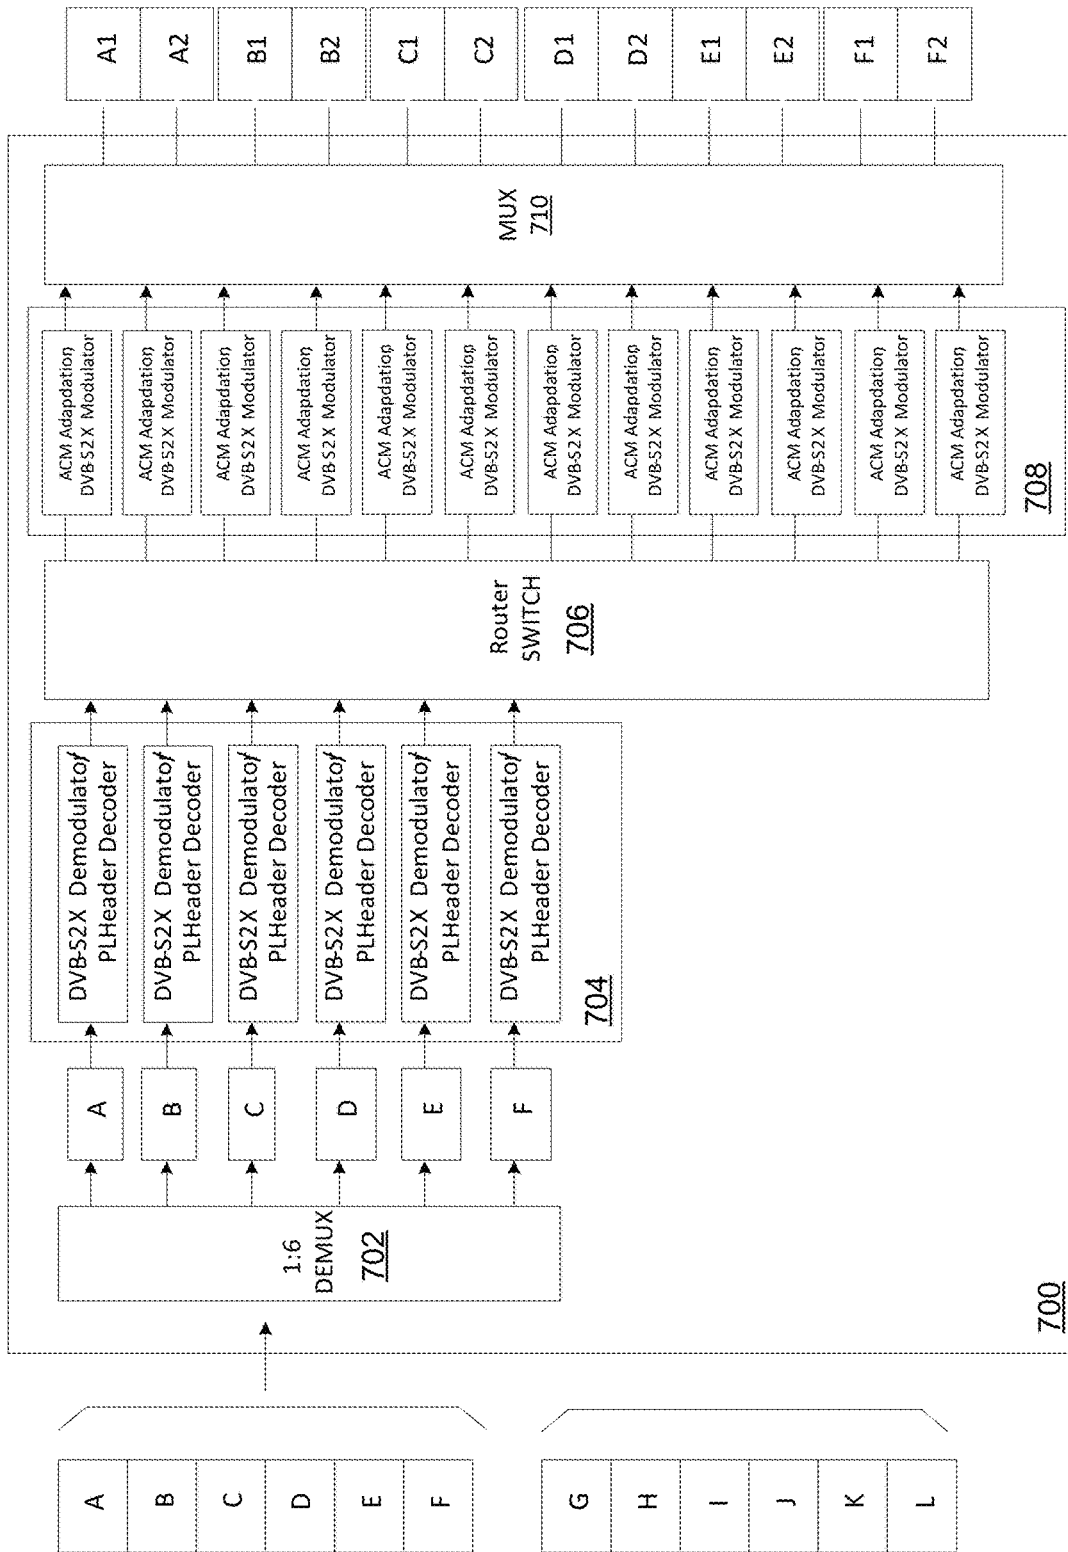 A
B
C
D
E
F
G
H
I
J
K
L
1:6
DEMUX
702
A
B
C
D
E
F
DVB-S2X Demodulator/
PLHeader Decoder
DVB-S2X Demodulator/
PLHeader Decoder
DVB-S2X Demodulator/
PLHeader Decoder
DVB-S2X Demodulator/
PLHeader Decoder
DVB-S2X Demodulator/
PLHeader Decoder
DVB-S2X Demodulator/
PLHeader Decoder
704
Router
SWITCH
706
ACM Adapdation,
DVB-S2X Modulator
ACM Adapdation,
DVB-S2X Modulator
ACM Adapdation,
DVB-S2X Modulator
ACM Adapdation,
DVB-S2X Modulator
ACM Adapdation,
DVB-S2X Modulator
ACM Adapdation,
DVB-S2X Modulator
ACM Adapdation,
DVB-S2X Modulator
ACM Adapdation,
DVB-S2X Modulator
ACM Adapdation,
DVB-S2X Modulator
ACM Adapdation,
DVB-S2X Modulator
ACM Adapdation,
DVB-S2X Modulator
ACM Adapdation,
DVB-S2X Modulator
708
MUX
710
A1
A2
B1
B2
C1
C2
D1
D2
E1
E2
F1
F2
700